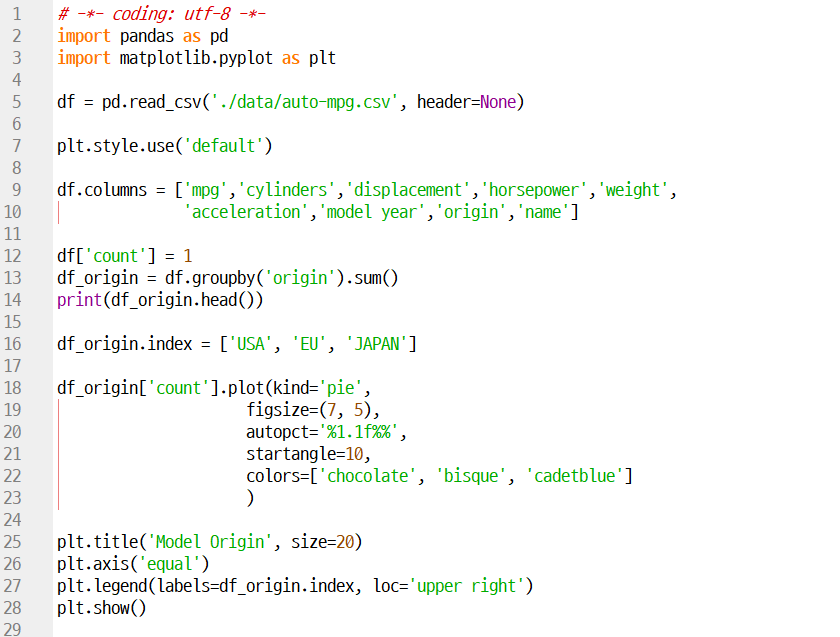 1 # -*- coding: utf-8 -*-
2 import pandas as pd
3 import matplotlib.pyplot as plt
4
5 df = pd.read_csv('./data/auto-mpg.csv', header=None)
6
7 plt.style.use('default')
8
9 df.columns = ['mpg','cylinders','displacement','horsepower','weight',
10               'acceleration','model year','origin','name']
11
12 df['count'] = 1
13 df_origin = df.groupby('origin').sum()
14 print(df_origin.head())
15
16 df_origin.index = ['USA', 'EU', 'JAPAN']
17
18 df_origin['count'].plot(kind='pie',
19                      figsize=(7, 5),
20                      autopct='%1.1f%%',
21                      startangle=10,
22                      colors=['chocolate', 'bisque', 'cadetblue']
23                      )
24
25 plt.title('Model Origin', size=20)
26 plt.axis('equal')
27 plt.legend(labels=df_origin.index, loc='upper right')
28 plt.show()
29